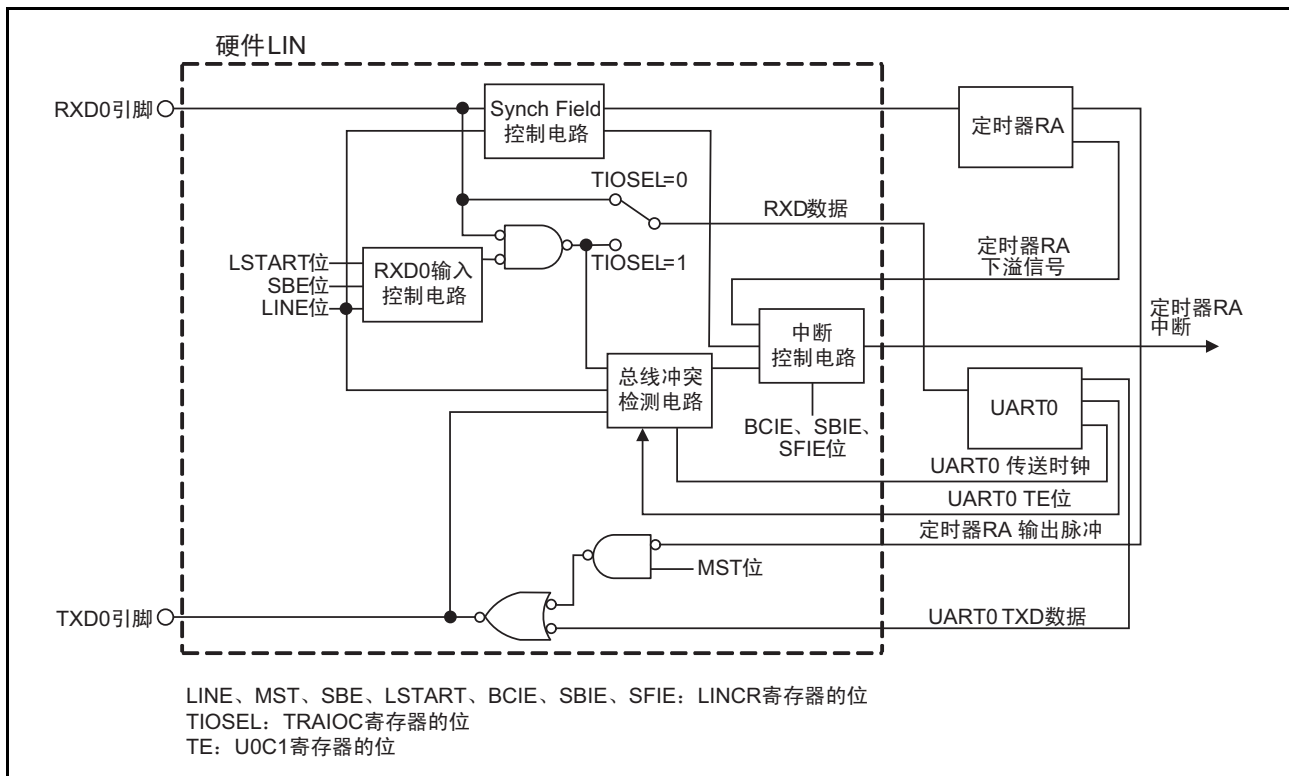 硬件LIN
RXD0引脚
Synch Field
控制电路
定时器RA
TIOSEL=0
RXD数据
TIOSEL=1
LSTART位
SBE位
LINE位
RXD0输入
控制电路
定时器RA
下溢信号
中断
控制电路
定时器RA
中断
总线冲突
检测电路
BCIE、SBIE、
SFIE位
UART0
UART0 传送时钟
UART0 TE位
定时器RA 输出脉冲
MST位
TXD0引脚
UART0 TXD数据
LINE、MST、SBE、LSTART、BCIE、SBIE、SFIE：LINCR寄存器的位
TIOSEL：TRAIOC寄存器的位
TE：U0C1寄存器的位